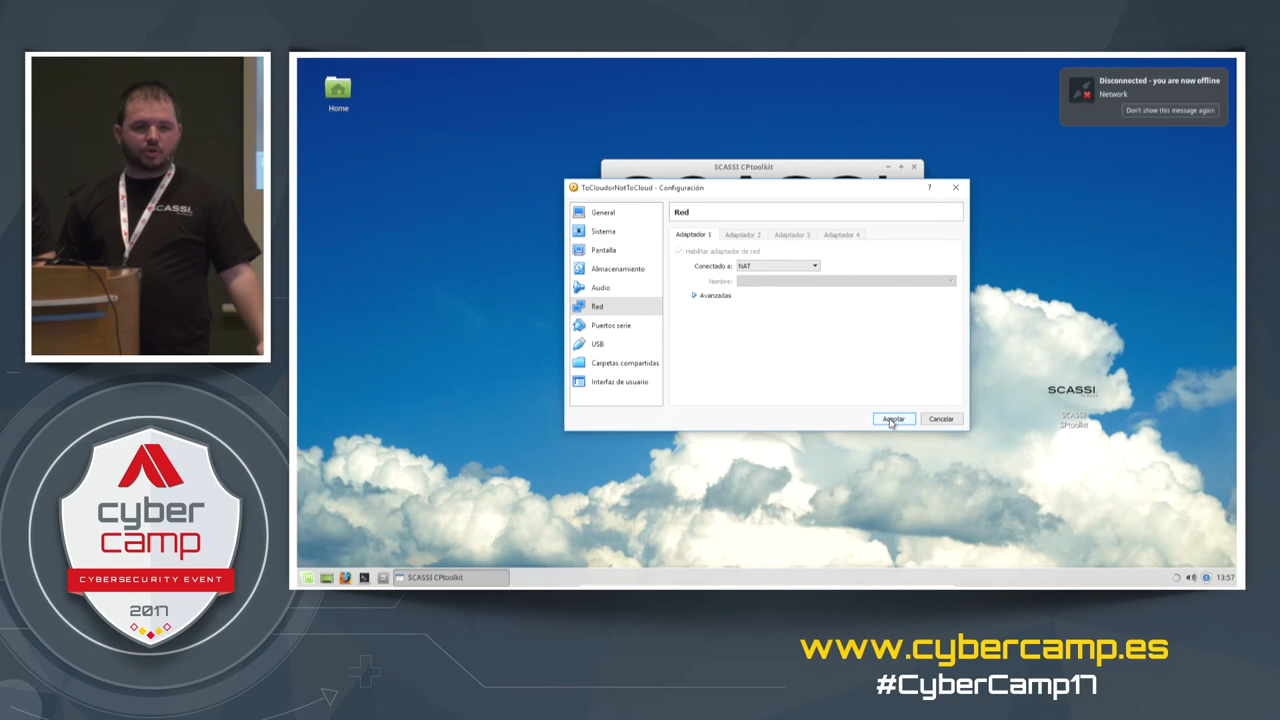 SCASSI
Home
Disconnected - you are now offline
Network
Don't show this message again
SCASSI CPtoolkit
ToCloudorNotToCloud - Configuración
?
General
Sistema
Pantalla
Almacenamiento
Audio
Red
Puertos serie
USB
Carpetas compartidas
Interfaz de usuario
Red
Adaptador 1
Adaptador 2
Adaptador 3
Adaptador 4
Habilitar adaptador de red
Conectado a: NAT
Nombre:
Avanzadas
Aceptar
Cancelar
SCASSI
SCASSI
CPtoolkit
SCASSI CPtoolkit
13:57
cyber
camp
CYBERSECURITY EVENT
2017
www.cybercamp.es
#CyberCamp17